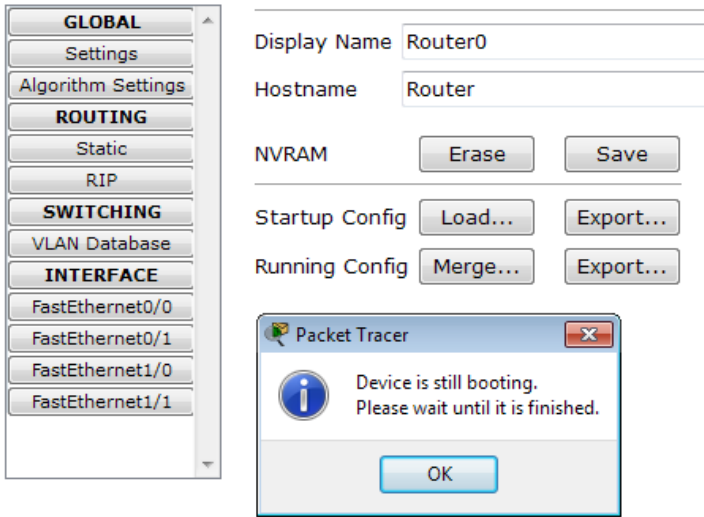 GLOBAL
Settings
Algorithm Settings
ROUTING
Static
RIP
SWITCHING
VLAN Database
INTERFACE
FastEthernet0/0
FastEthernet0/1
FastEthernet1/0
FastEthernet1/1
Display Name Router0
Hostname Router
NVRAM Erase Save
Startup Config Load... Export...
Running Config Merge... Export...
Packet Tracer
Device is still booting.
Please wait until it is finished.
OK